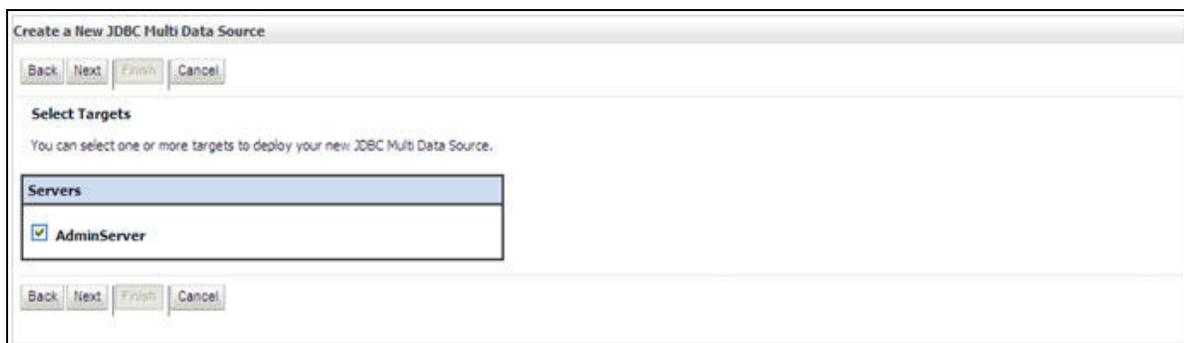 Create a New JDBC Multi Data Source
Back Next Finish Cancel
Select Targets
You can select one or more targets to deploy your new JDBC Multi Data Source.
Servers
AdminServer
Back Next Finish Cancel